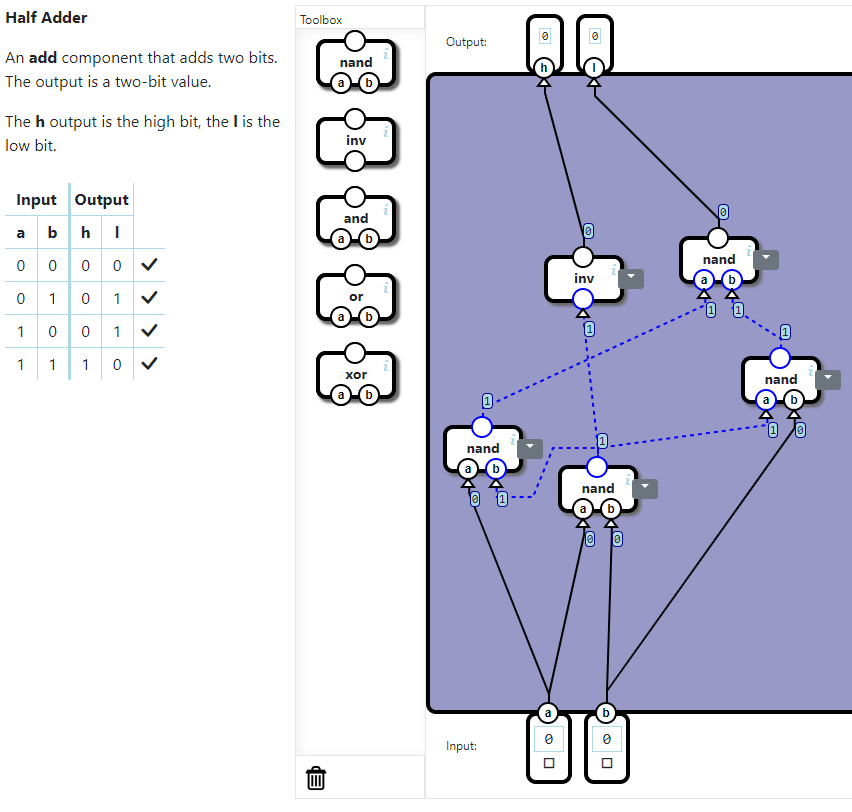 Half Adder
An add component that adds two bits.
The output is a two-bit value.
The h output is the high bit, the l is the
low bit.
Input Output
a b h l
0 0 0 0 ✓
0 1 0 1 ✓
1 0 0 1 ✓
1 1 1 0 ✓
Toolbox
nand i
a b
inv i
and i
a b
or i
a b
xor i
a b
Output:
0 0
h l
0
0
nand i
inv i
a b
1 1
1
1
nand i
a b
1 0
1
nand i
a b
0 1
1
nand i
a b
0 0
a b
Input:
0 0